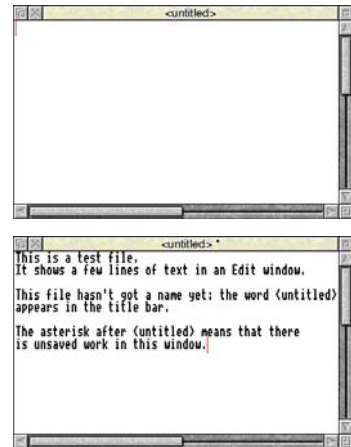 <untitled>
<untitled> *
This is a test file.
It shows a few lines of text in an Edit window.
This file hasn't got a name yet: the word <untitled>
appears in the title bar.
The asterisk after <untitled> means that there
is unsaved work in this window.